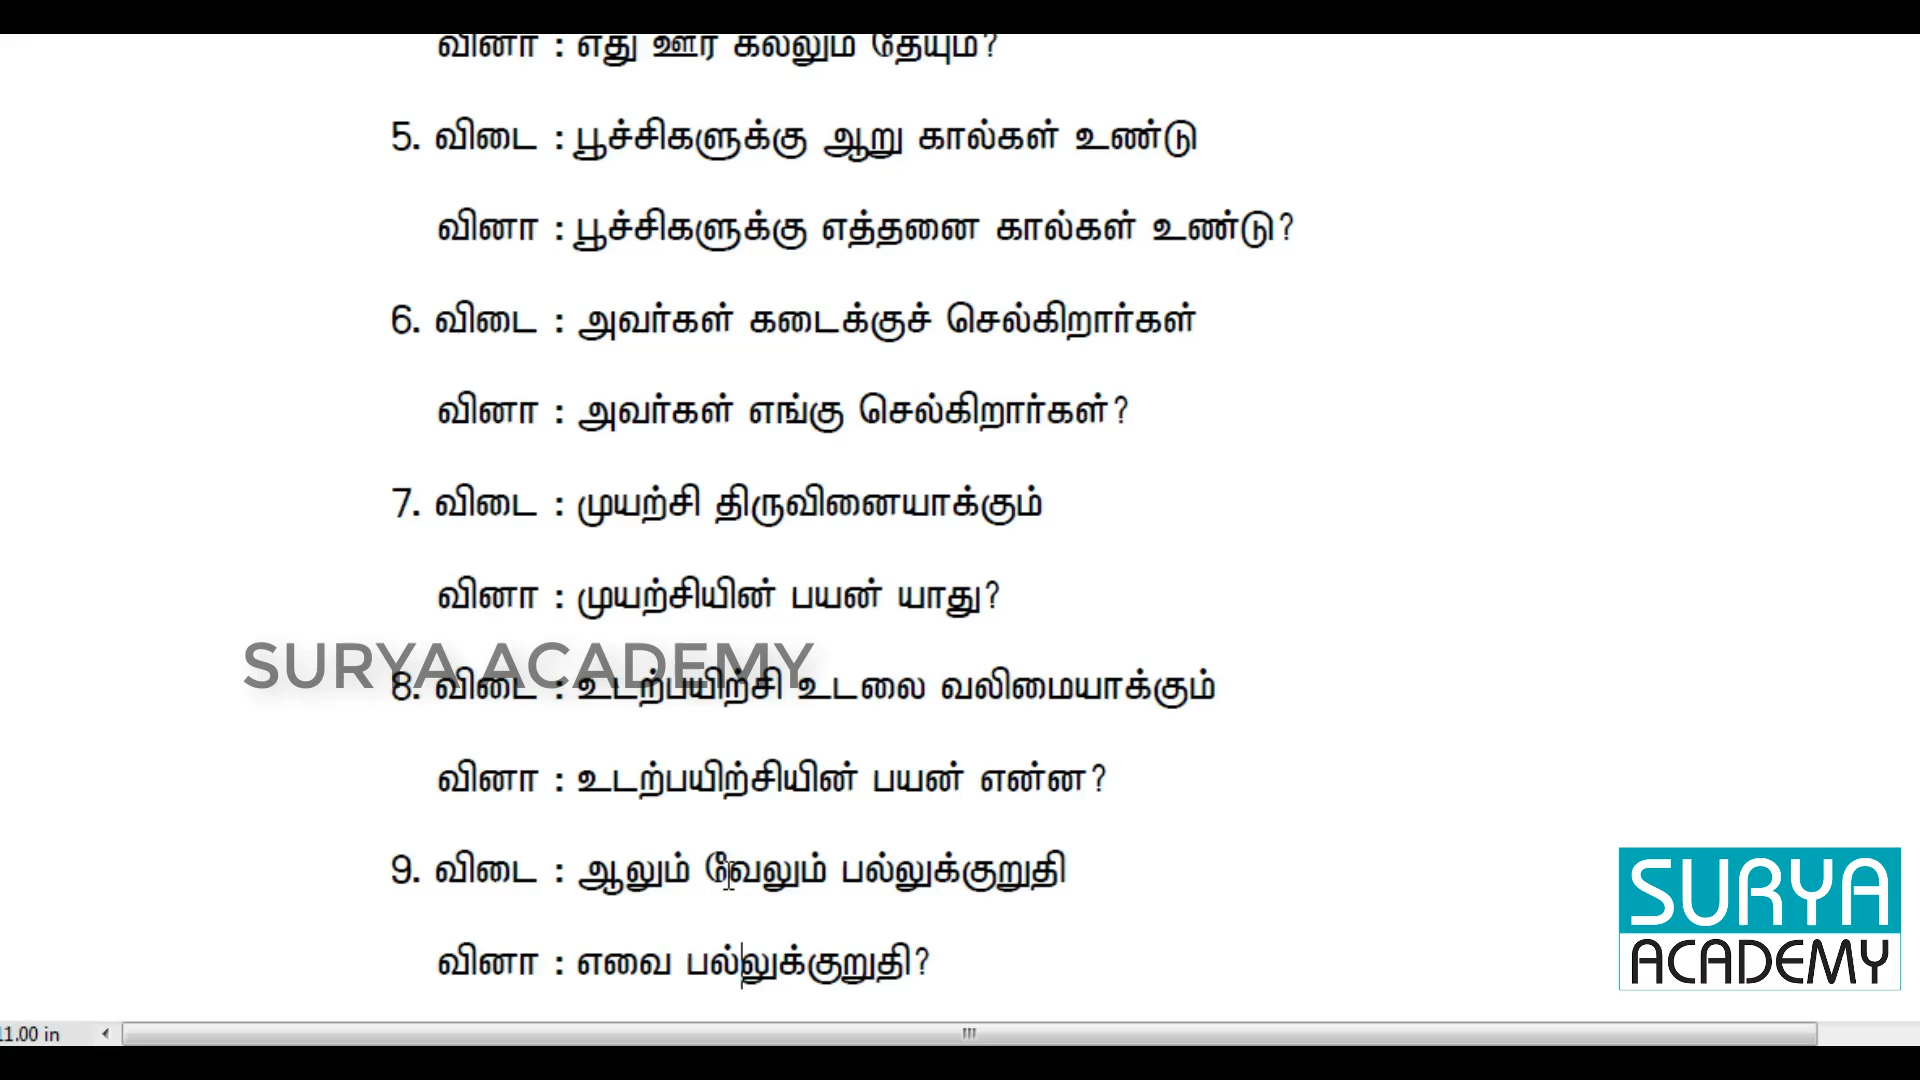 வினா : எது ஊர கல்லும் தேயும்?
5. விடை : பூச்சிகளுக்கு ஆறு கால்கள் உண்டு
வினா : பூச்சிகளுக்கு எத்தனை கால்கள் உண்டு?
6. விடை : அவர்கள் கடைக்குச் செல்கிறார்கள்
வினா : அவர்கள் எங்கு செல்கிறார்கள்?
7. விடை : முயற்சி திருவினையாக்கும்
வினா : முயற்சியின் பயன் யாது?
SURYA ACADEMY
8. விடை : உடற்பயிற்சி உடலை வலிமையாக்கும்
வினா : உடற்பயிற்சியின் பயன் என்ன?
9. விடை : ஆலும் வேலும் பல்லுக்குறுதி
வினா : எவை பல்லுக்குறுதி?
SURYA
ACADEMY
11.00 in